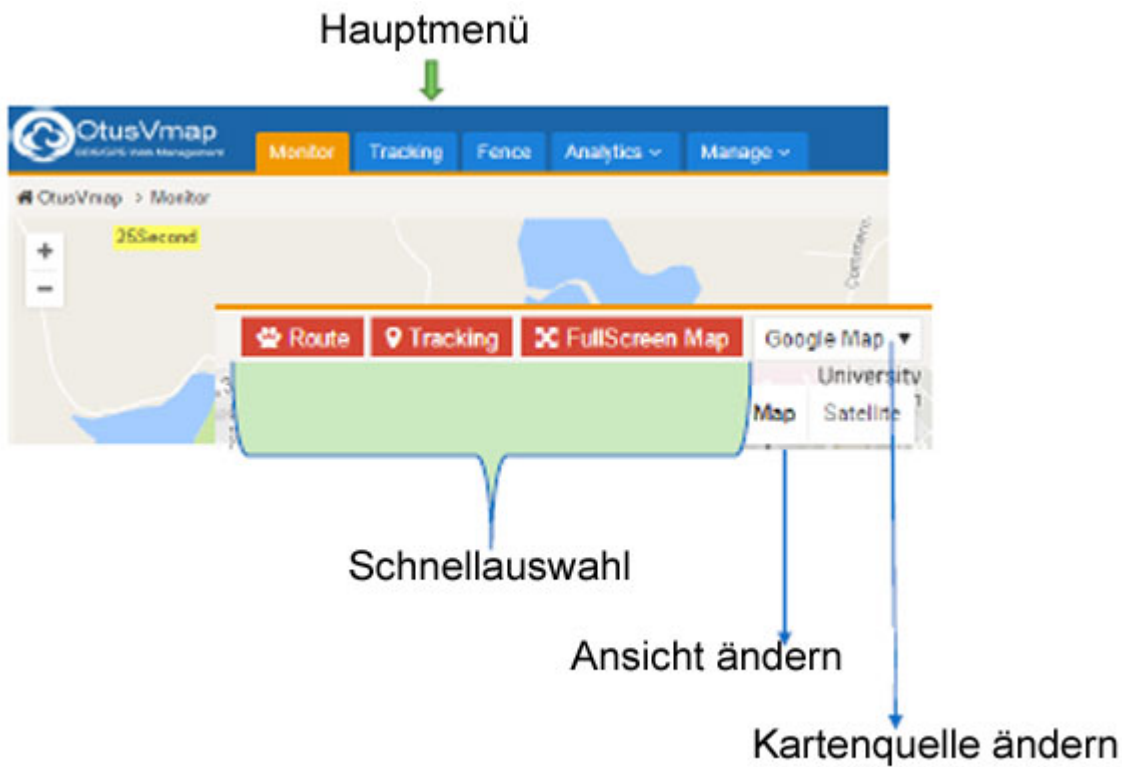 Hauptmenü
OtusVmap
Monitor Tracking Fence Analytics Manage
OtusVmap > Monitor
25Second
+
−
Route Tracking FullScreen Map Google Map
University
Map Satellite
Schnellauswahl
Ansicht ändern
Kartenquelle ändern